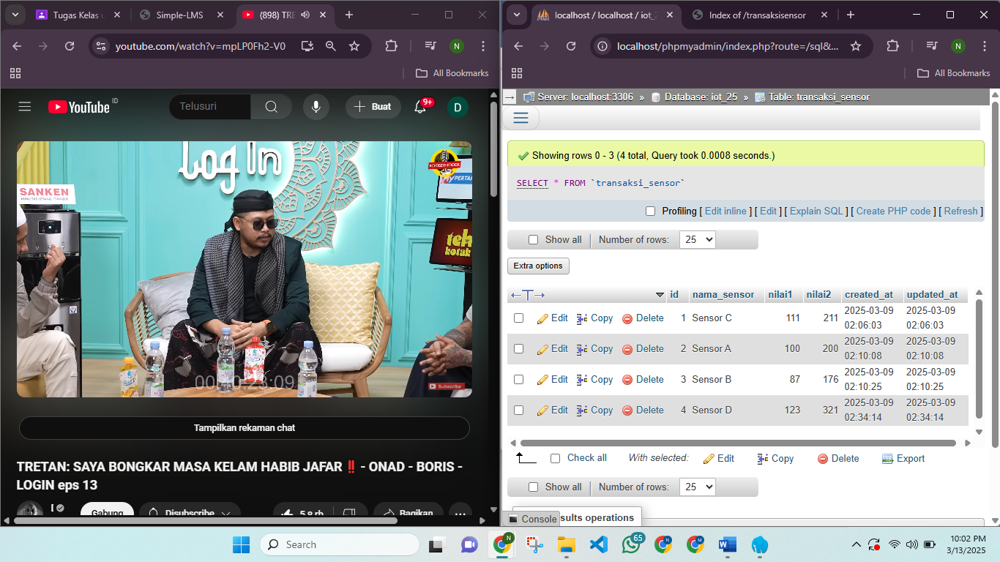 Tugas Kelas u
Simple-LMS
(898) TRE
youtube.com/watch?v=mpLP0Fh2-V0
N
All Bookmarks
YouTube ID
Telusuri
Buat
9+
D
Log In
SANKEN
teh
kotak
Subscribe
Tampilkan rekaman chat
TRETAN: SAYA BONGKAR MASA KELAM HABIB JAFAR‼️ - ONAD - BORIS -
LOGIN eps 13
Gabung
Disubscribe
5,9 rb
Bagikan
localhost / localhost / iot_2
Index of /transaksisensor
localhost/phpmyadmin/index.php?route=/sql&...
N
All Bookmarks
Server: localhost:3306 » Database: iot_25 » Table: transaksi_sensor
Showing rows 0 - 3 (4 total, Query took 0.0008 seconds.)
SELECT * FROM `transaksi_sensor`
Profiling [ Edit inline ] [ Edit ] [ Explain SQL ] [ Create PHP code ] [ Refresh ]
Show all | Number of rows: 25
Extra options
id nama_sensor nilai1 nilai2 created_at updated_at
Edit Copy Delete 1 Sensor C 111 211 2025-03-09 02:06:03 2025-03-09 02:06:03
Edit Copy Delete 2 Sensor A 100 200 2025-03-09 02:10:08 2025-03-09 02:10:08
Edit Copy Delete 3 Sensor B 87 176 2025-03-09 02:10:25 2025-03-09 02:10:25
Edit Copy Delete 4 Sensor D 123 321 2025-03-09 02:34:14 2025-03-09 02:34:14
Check all With selected: Edit Copy Delete Export
Show all | Number of rows: 25
Console
sults operations
Search
N
65
N
M
10:02 PM
3/13/2025